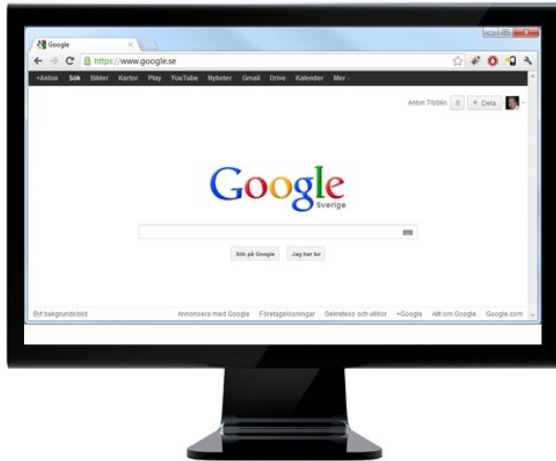 Google
https://www.google.se
+Anton Sök Bilder Kartor Play YouTube Nyheter Gmail Drive Kalender Mer
Anton Tibblin 0 + Dela
Google
Sverige
Sök på Google Jag har tur
Byt bakgrundsbild Annonsera med Google Företagslösningar Sekretess och villkor +Google Allt om Google Google.com